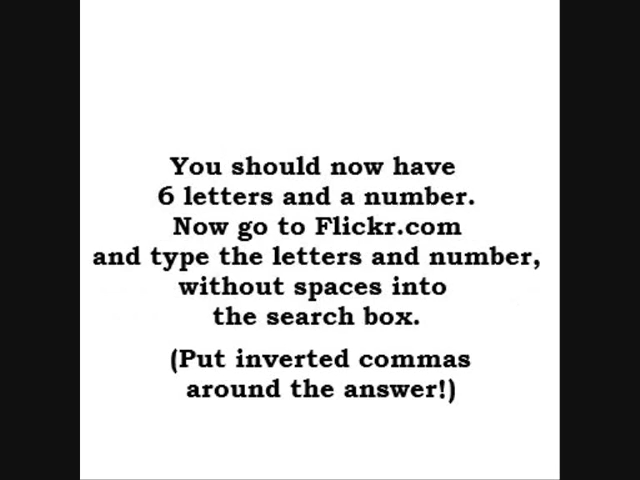 You should now have
6 letters and a number.
Now go to Flickr.com
and type the letters and number,
without spaces into
the search box.
(Put inverted commas
around the answer!)